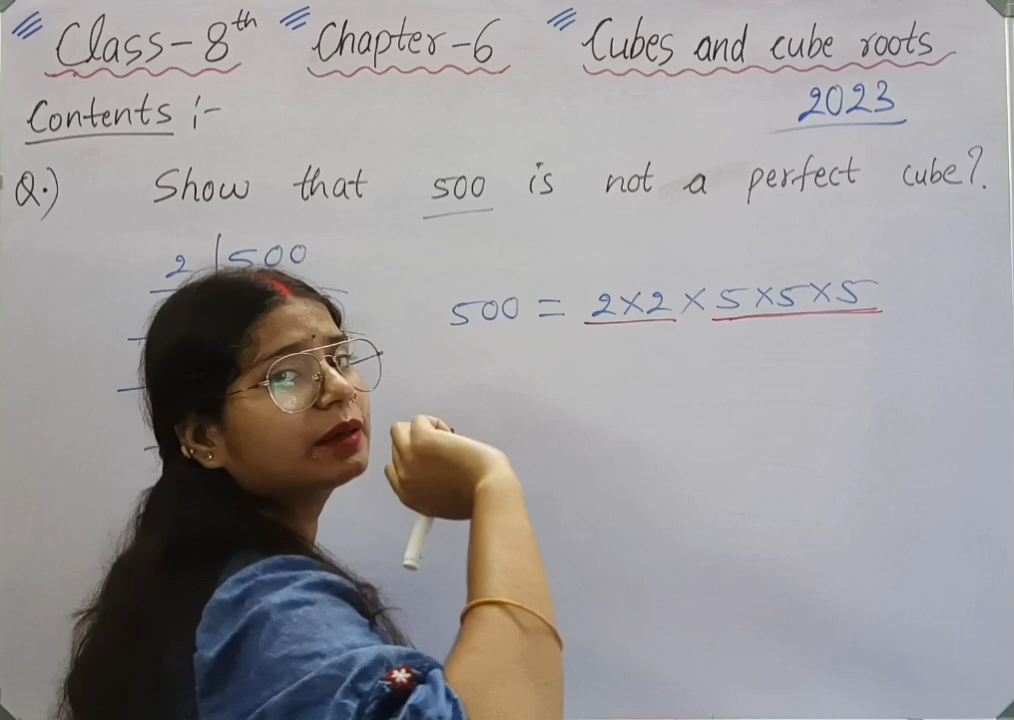 Class-8th Chapter-6 Cubes and cube roots
Contents :-
2023
Q.) Show that 500 is not a perfect cube?
2 | 500
500 = 2×2×5×5×5